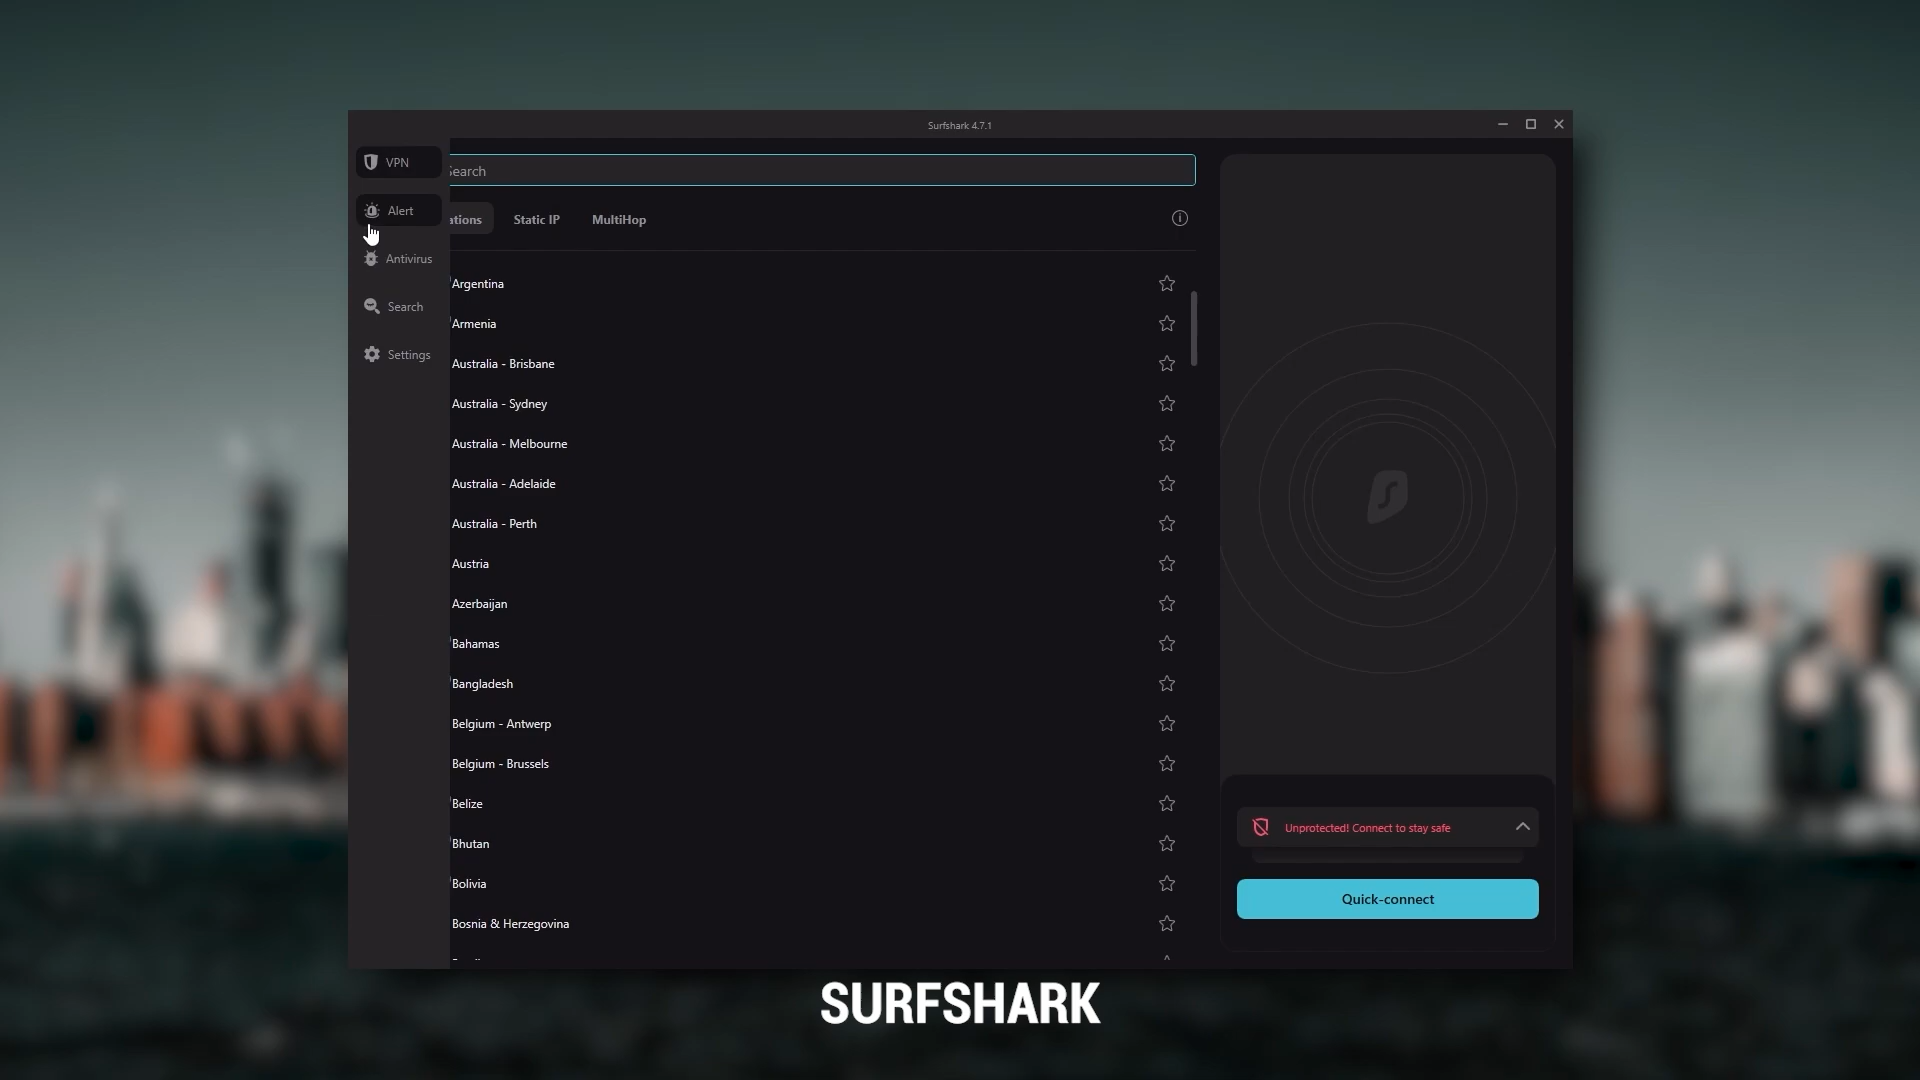 Surfshark 4.7.1
VPN
Alert
Antivirus
Search
Settings
Search
ations
Static IP
MultiHop
Argentina
Armenia
Australia - Brisbane
Australia - Sydney
Australia - Melbourne
Australia - Adelaide
Australia - Perth
Austria
Azerbaijan
Bahamas
Bangladesh
Belgium - Antwerp
Belgium - Brussels
Belize
Bhutan
Bolivia
Bosnia & Herzegovina
Unprotected! Connect to stay safe
Quick-connect
SURFSHARK